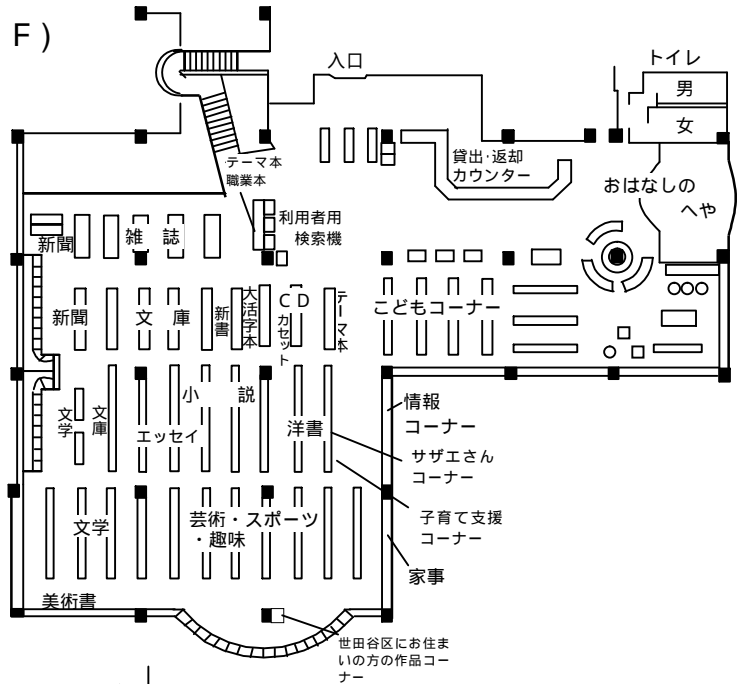 F)
入口
トイレ
男
女
貸出・返却
カウンター
おはなしの
へや
テーマ本
職業本
利用者用
検索機
新聞
雑 誌
新聞
文 庫
新書
大活字本
CD
カセット
テーマ本
こどもコーナー
小 説
文学
文庫
エッセイ
洋書
情報
コーナー
サザエさん
コーナー
子育て支援
コーナー
文学
芸術・スポーツ
・趣味
家事
美術書
世田谷区にお住ま
いの方の作品コー
ナー